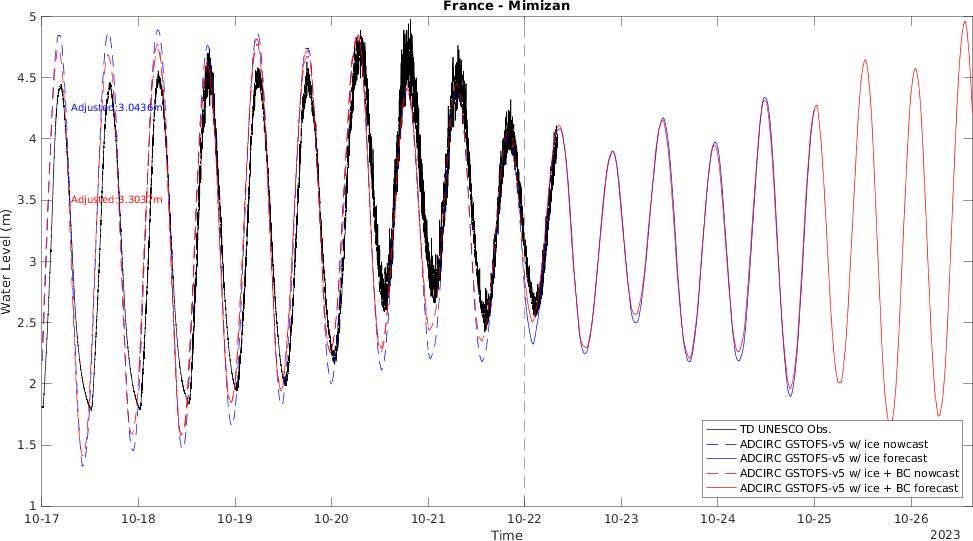 France - Mimizan
Water Level (m)
5
4.5
4
3.5
3
2.5
2
1.5
1
Adjusted:3.0436m
Adjusted:3.3037m
TD UNESCO Obs.
ADCIRC GSTOFS-v5 w/ ice nowcast
ADCIRC GSTOFS-v5 w/ ice forecast
ADCIRC GSTOFS-v5 w/ ice + BC nowcast
ADCIRC GSTOFS-v5 w/ ice + BC forecast
10-17 10-18 10-19 10-20 10-21 10-22 10-23 10-24 10-25 10-26
Time
2023